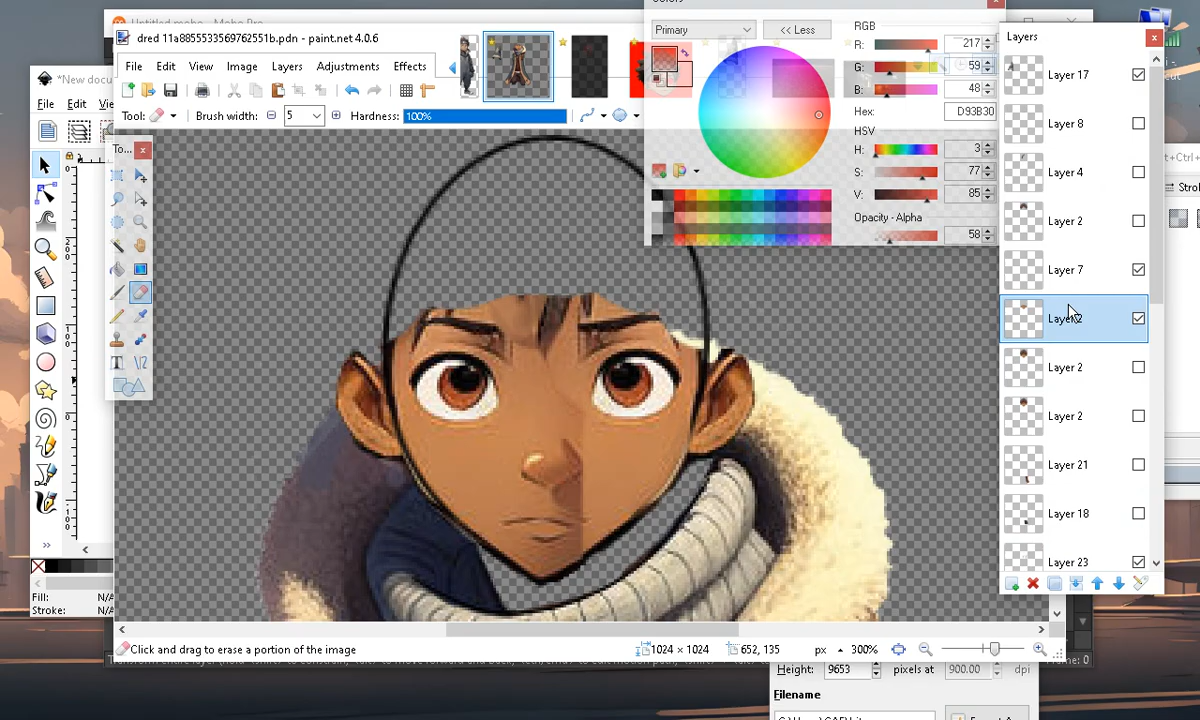 Untitled.moho - Moho Pro
Colors
dred 11a8855533569762551b.pdn - paint.net 4.0.6
Layers
*New docu
File Edit View Image Layers Adjustments Effects
File Edit
Primary
<< Less
RGB
R: 217
G: 59
B: 48
Hex: D93B30
HSV
H: 3
S: 77
V: 85
Opacity - Alpha
58
Tool:
Brush width: 5
Hardness: 100%
To...
Layer 17
Layer 8
Layer 4
Layer 2
Layer 7
Layer 2
Layer 2
Layer 2
Layer 21
Layer 18
Layer 23
Fill: N/A
Stroke: N/A
Click and drag to erase a portion of the image
1024 × 1024
652, 135
px
300%
Height: 9653 pixels at 900.00 dpi
Filename